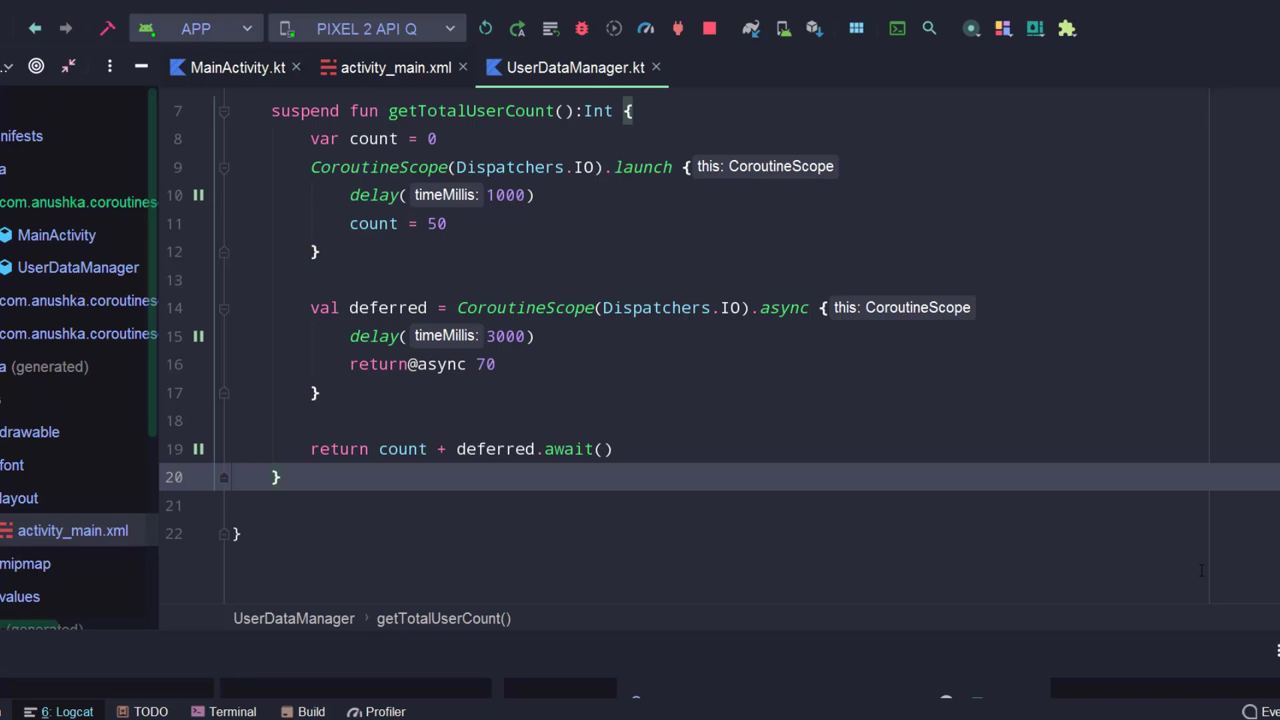 APP
PIXEL 2 API Q
MainActivity.kt
activity_main.xml
UserDataManager.kt
nifests
a
com.anushka.coroutines
MainActivity
UserDataManager
com.anushka.coroutines
com.anushka.coroutines
a (generated)
s
drawable
font
layout
activity_main.xml
mipmap
values
(generated)
7 suspend fun getTotalUserCount():Int {
8 var count = 0
9 CoroutineScope(Dispatchers.IO).launch { this: CoroutineScope
10 delay( timeMillis: 1000)
11 count = 50
12 }
13
14 val deferred = CoroutineScope(Dispatchers.IO).async { this: CoroutineScope
15 delay( timeMillis: 3000)
16 return@async 70
17 }
18
19 return count + deferred.await()
20 }
21
22 }
UserDataManager › getTotalUserCount()
6: Logcat
TODO
Terminal
Build
Profiler
Eve